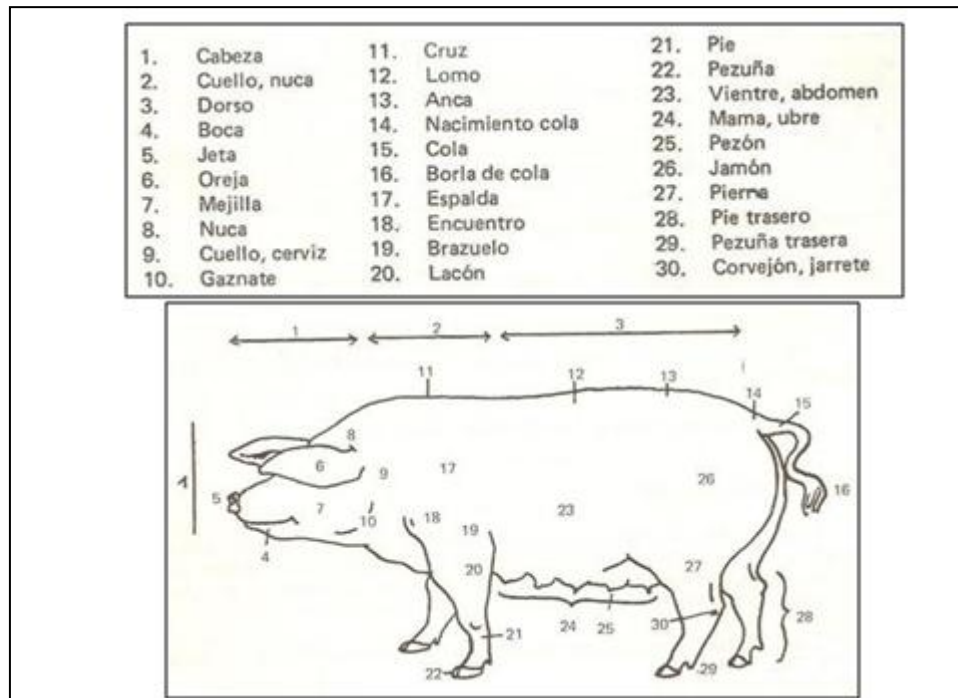 1. Cabeza
2. Cuello, nuca
3. Dorso
4. Boca
5. Jeta
6. Oreja
7. Mejilla
8. Nuca
9. Cuello, cerviz
10. Gaznate
11. Cruz
12. Lomo
13. Anca
14. Nacimiento cola
15. Cola
16. Borla de cola
17. Espalda
18. Encuentro
19. Brazuelo
20. Lacón
21. Pie
22. Pezuña
23. Vientre, abdomen
24. Mama, ubre
25. Pezón
26. Jamón
27. Pierna
28. Pie trasero
29. Pezuña trasera
30. Corvejón, jarrete
1 2 3
11 12 13 14 15
8
6 9 17 26 16
1 5
7 10 18 23
4 19
20 27
24 25 30 28
21
22 29